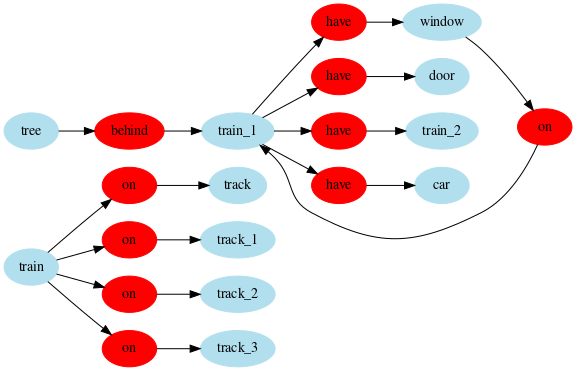 have
window
have
door
tree
behind
train_1
have
train_2
on
on
track
have
car
on
track_1
train
on
track_2
on
track_3